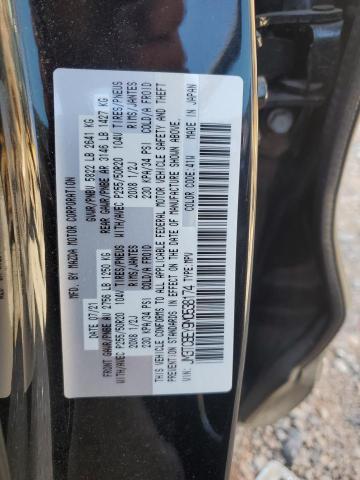 MFD. BY MAZDA MOTOR CORPORATION
DATE: 07/21 GVWR/PNBV 5822 LB 2641 KG
FRONT GAWR/PNBE AV 2756 LB 1250 KG REAR GAWR/PNBE AR 3146 LB 1427 KG
WITH/AVEC P255/50R20 104V TIRES/PNEUS WITH/AVEC P255/50R20 104V TIRES/PNEUS
20X8 1/2J RIMS/JANTES 20X8 1/2J RIMS/JANTES
230 KPA/34 PSI COLD/A FROID 230 KPA/34 PSI COLD/A FROID
THIS VEHICLE CONFORMS TO ALL APPLICABLE FEDERAL MOTOR VEHICLE SAFETY AND THEFT
PREVENTION STANDARDS IN EFFECT ON THE DATE OF MANUFACTURE SHOWN ABOVE.
MADE IN JAPAN
COLOR CODE: 41W
VIN: JM3TCBEY9M0538174 TYPE: MPV